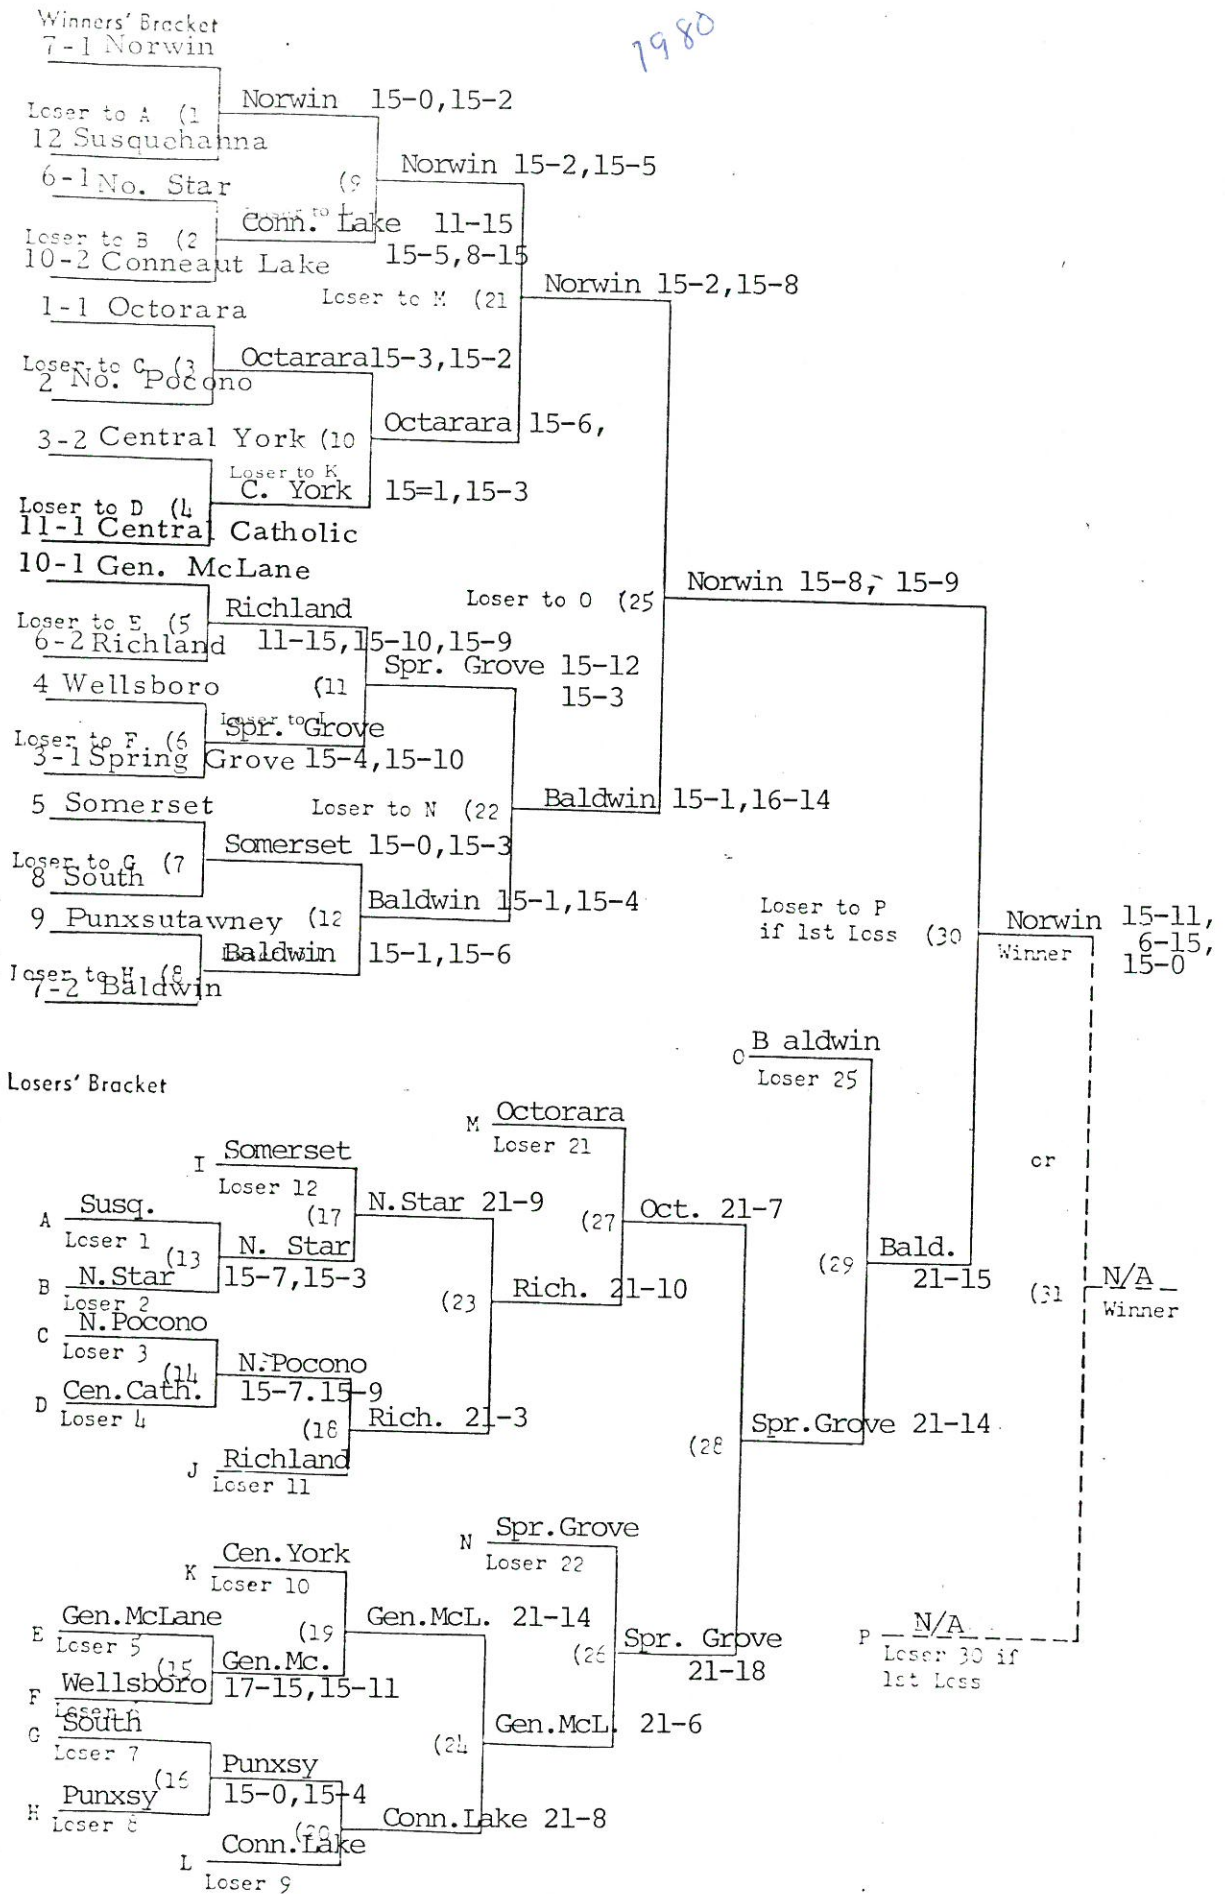 Winners' Bracket
1980
7-1 Norwin
Norwin 15-0,15-2
Loser to A (1
12 Susquehanna
Norwin 15-2,15-5
6-1 No. Star (9
Conn. Lake 11-15
Loser to B (2
15-5,8-15
10-2 Conneaut Lake
Norwin 15-2,15-8
Loser to M (21
1-1 Octorara
Octarara15-3,15-2
Loser to C (3
2 No. Pocono
Octarara 15-6,
3-2 Central York (10
Loser to K
C. York 15=1,15-3
Loser to D (4
11-1 Central Catholic
10-1 Gen. McLane
Norwin 15-8, 15-9
Loser to O (25
Richland
Loser to E (5
11-15,15-10,15-9
6-2 Richland
Spr. Grove 15-12
15-3
4 Wellsboro (11
Spr. Grove
Loser to F (6
3-1 Spring Grove 15-4,15-10
Baldwin 15-1,16-14
5 Somerset
Loser to N (22
Somerset 15-0,15-3
Loser to G (7
8 South
Baldwin 15-1,15-4
9 Punxsutawney (12
Baldwin 15-1,15-6
Loser to H (8
7-2 Baldwin
Loser to P
if 1st Loss (30
Norwin 15-11,
6-15,
15-0
Winner
Losers' Bracket
O B aldwin
Loser 25
M Octorara
Loser 21
I Somerset
Loser 12
or
(17
N.Star 21-9
A Susq.
Loser 1
(13
N. Star
15-7,15-3
B N.Star
Loser 2
(27
Oct. 21-7
(29
Bald.
21-15
(23
Rich. 21-10
(31
N/A
Winner
C N.Pocono
Loser 3
(14
N.Pocono
15-7.15-9
D Cen.Cath.
Loser 4
(18
Rich. 21-3
J Richland
Loser 11
(28
Spr.Grove 21-14
N Spr.Grove
Loser 22
K Cen.York
Loser 10
(19
Gen.McL. 21-14
E Gen.McLane
Loser 5
(15
Gen.Mc.
17-15,15-11
F Wellsboro
(26
Spr. Grove
21-18
P N/A
Loser 30 if
1st Loss
G South
Loser 7
(24
Gen.McL. 21-6
(16
Punxsy
15-0,15-4
H Punxsy
Loser 8
(20
Conn.Lake 21-8
L Conn.Lake
Loser 9